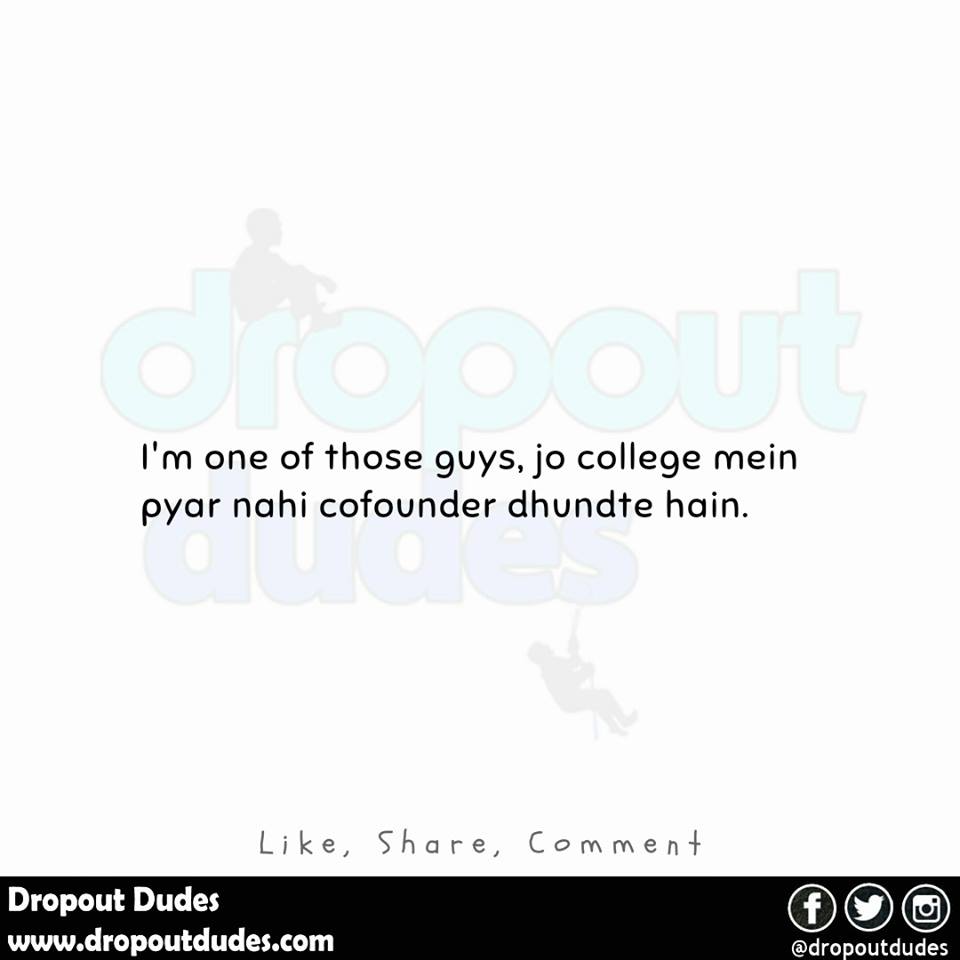 dropout
dudes
I'm one of those guys, jo college mein
pyar nahi cofounder dhundte hain.
Like, Share, Comment
Dropout Dudes
www.dropoutdudes.com
@dropoutdudes